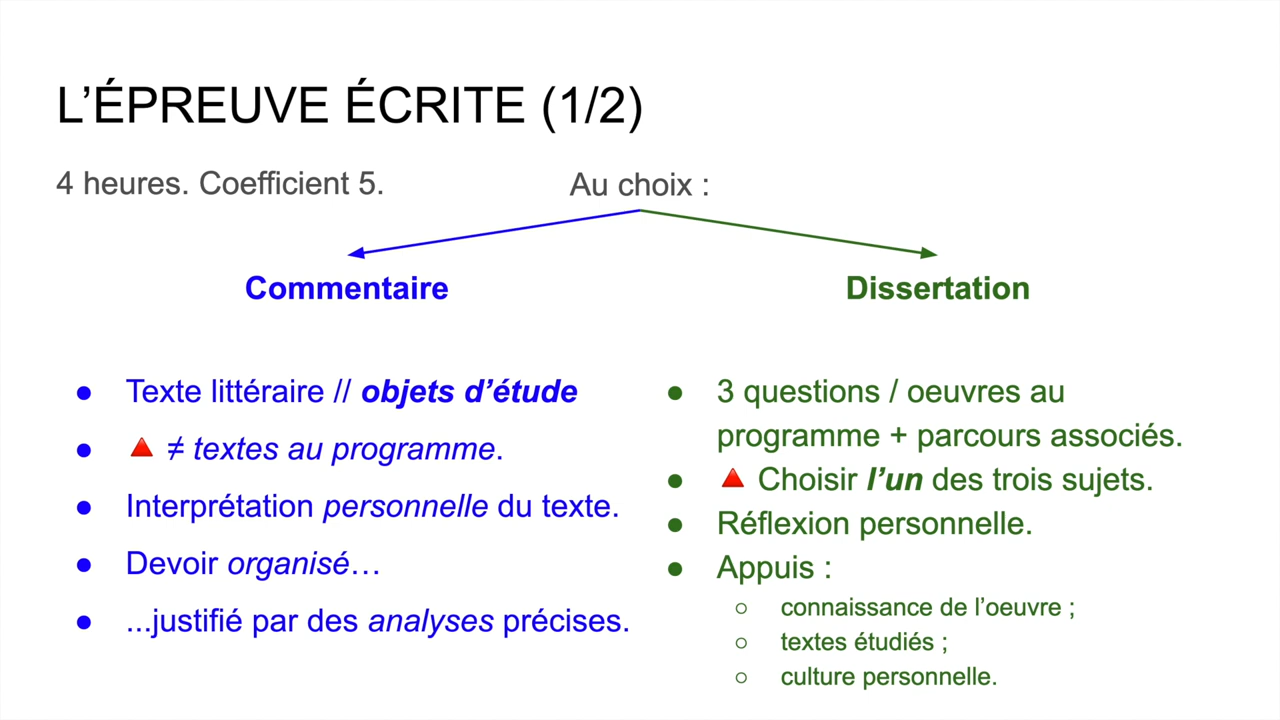 L’ÉPREUVE ÉCRITE (1/2)
4 heures. Coefficient 5.
Au choix :
Commentaire
● Texte littéraire // objets d’étude
● 🔺 ≠ textes au programme.
● Interprétation personnelle du texte.
● Devoir organisé…
● ...justifié par des analyses précises.
Dissertation
● 3 questions / oeuvres au
programme + parcours associés.
● 🔺 Choisir l’un des trois sujets.
● Réflexion personnelle.
● Appuis :
○ connaissance de l’oeuvre ;
○ textes étudiés ;
○ culture personnelle.